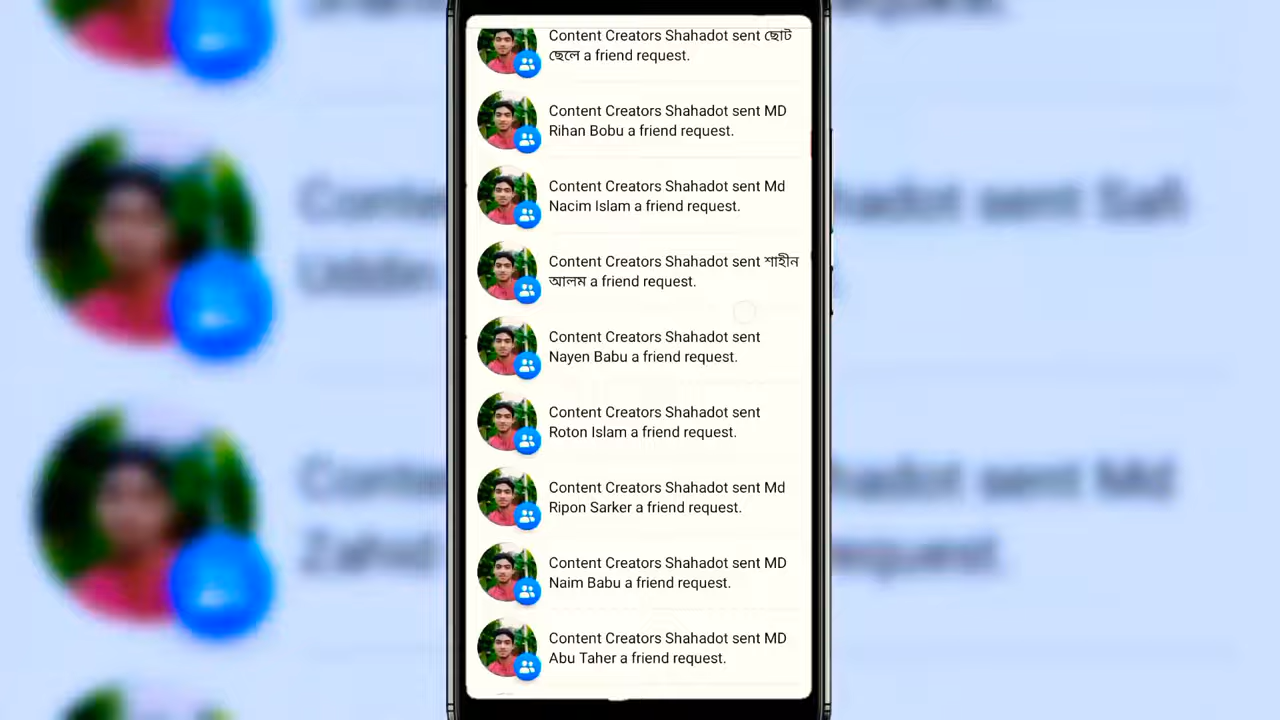 Content Creators Shahadot sent ছোট
ছেলে a friend request.
Content Creators Shahadot sent MD
Rihan Bobu a friend request.
Content Creators Shahadot sent Md
Nacim Islam a friend request.
Content Creators Shahadot sent শাহীন
আলম a friend request.
Content Creators Shahadot sent
Nayen Babu a friend request.
Content Creators Shahadot sent
Roton Islam a friend request.
Content Creators Shahadot sent Md
Ripon Sarker a friend request.
Content Creators Shahadot sent MD
Naim Babu a friend request.
Content Creators Shahadot sent MD
Abu Taher a friend request.